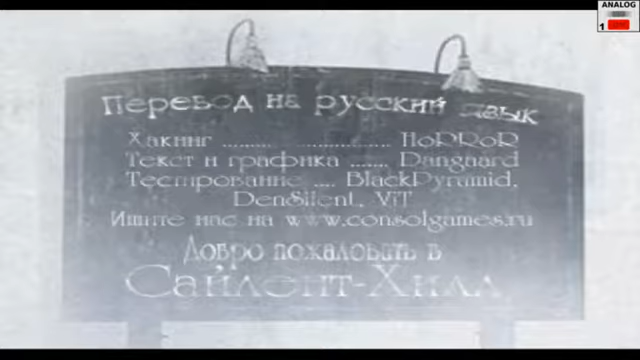 ANALOG
1
Перевод на русский язык
Хакинг ........ ................. HoRRoR
Текст и графика ....... Dangaard
Тестирование .... BlackPyramid,
DenSilent, ViT
Ищите нас на www.consolgames.ru
Добро пожаловать в
Сайлент-Хилл